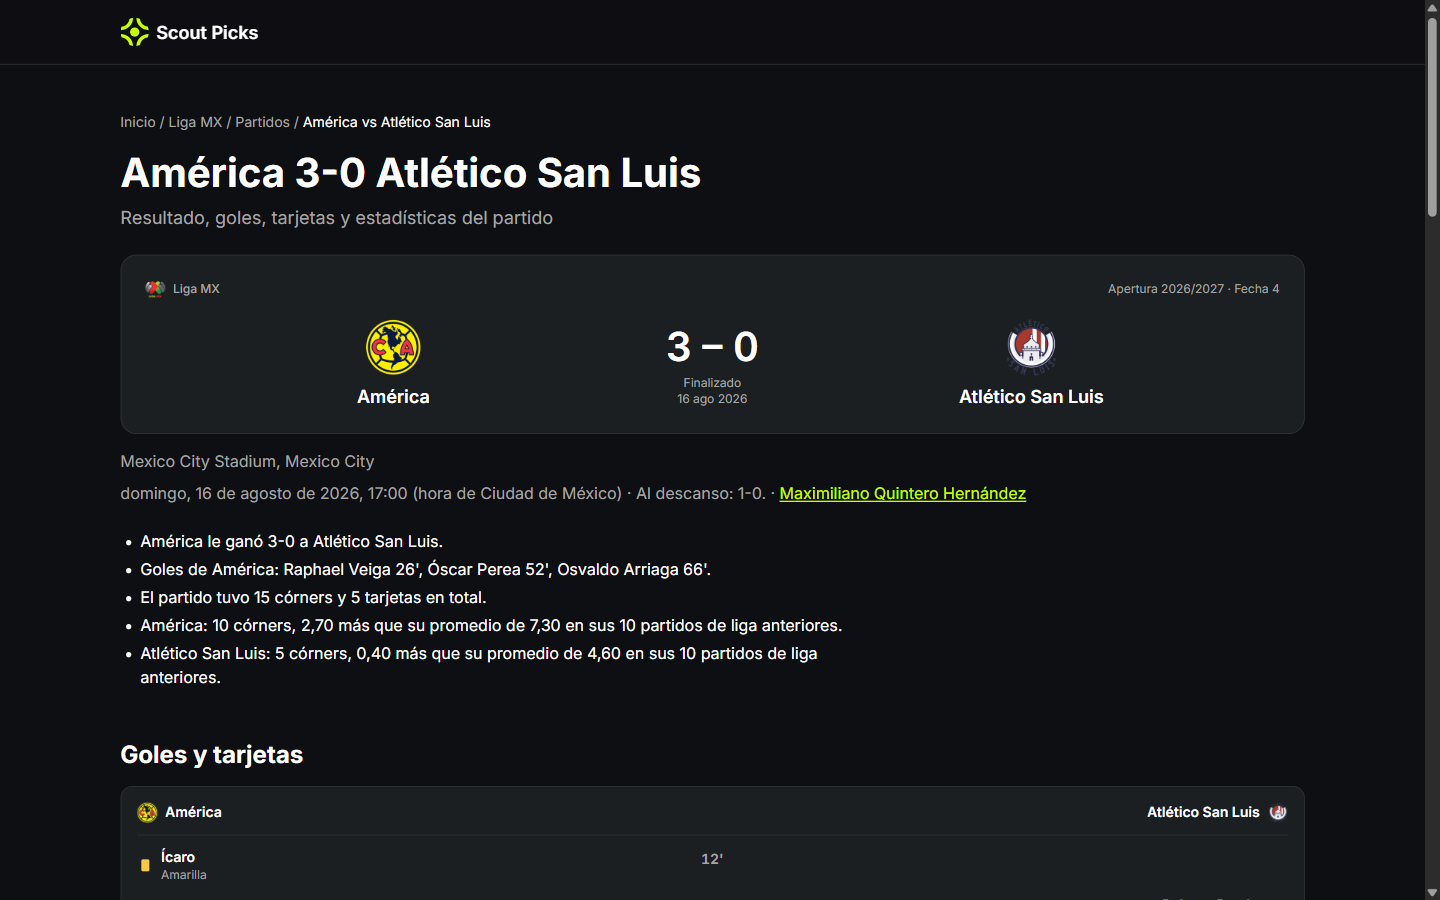 Scout Picks
Inicio / Liga MX / Partidos / América vs Atlético San Luis
América 3-0 Atlético San Luis
Resultado, goles, tarjetas y estadísticas del partido
Liga MX
Apertura 2026/2027 · Fecha 4
CA
ATLÉTICO
SAN LUIS
3 – 0
Finalizado
16 ago 2026
América
Atlético San Luis
Mexico City Stadium, Mexico City
domingo, 16 de agosto de 2026, 17:00 (hora de Ciudad de México) · Al descanso: 1-0. · Maximiliano Quintero Hernández
• América le ganó 3-0 a Atlético San Luis.
• Goles de América: Raphael Veiga 26', Óscar Perea 52', Osvaldo Arriaga 66'.
• El partido tuvo 15 córners y 5 tarjetas en total.
• América: 10 córners, 2,70 más que su promedio de 7,30 en sus 10 partidos de liga anteriores.
• Atlético San Luis: 5 córners, 0,40 más que su promedio de 4,60 en sus 10 partidos de liga
anteriores.
Goles y tarjetas
América
Atlético San Luis
Ícaro
12'
Amarilla